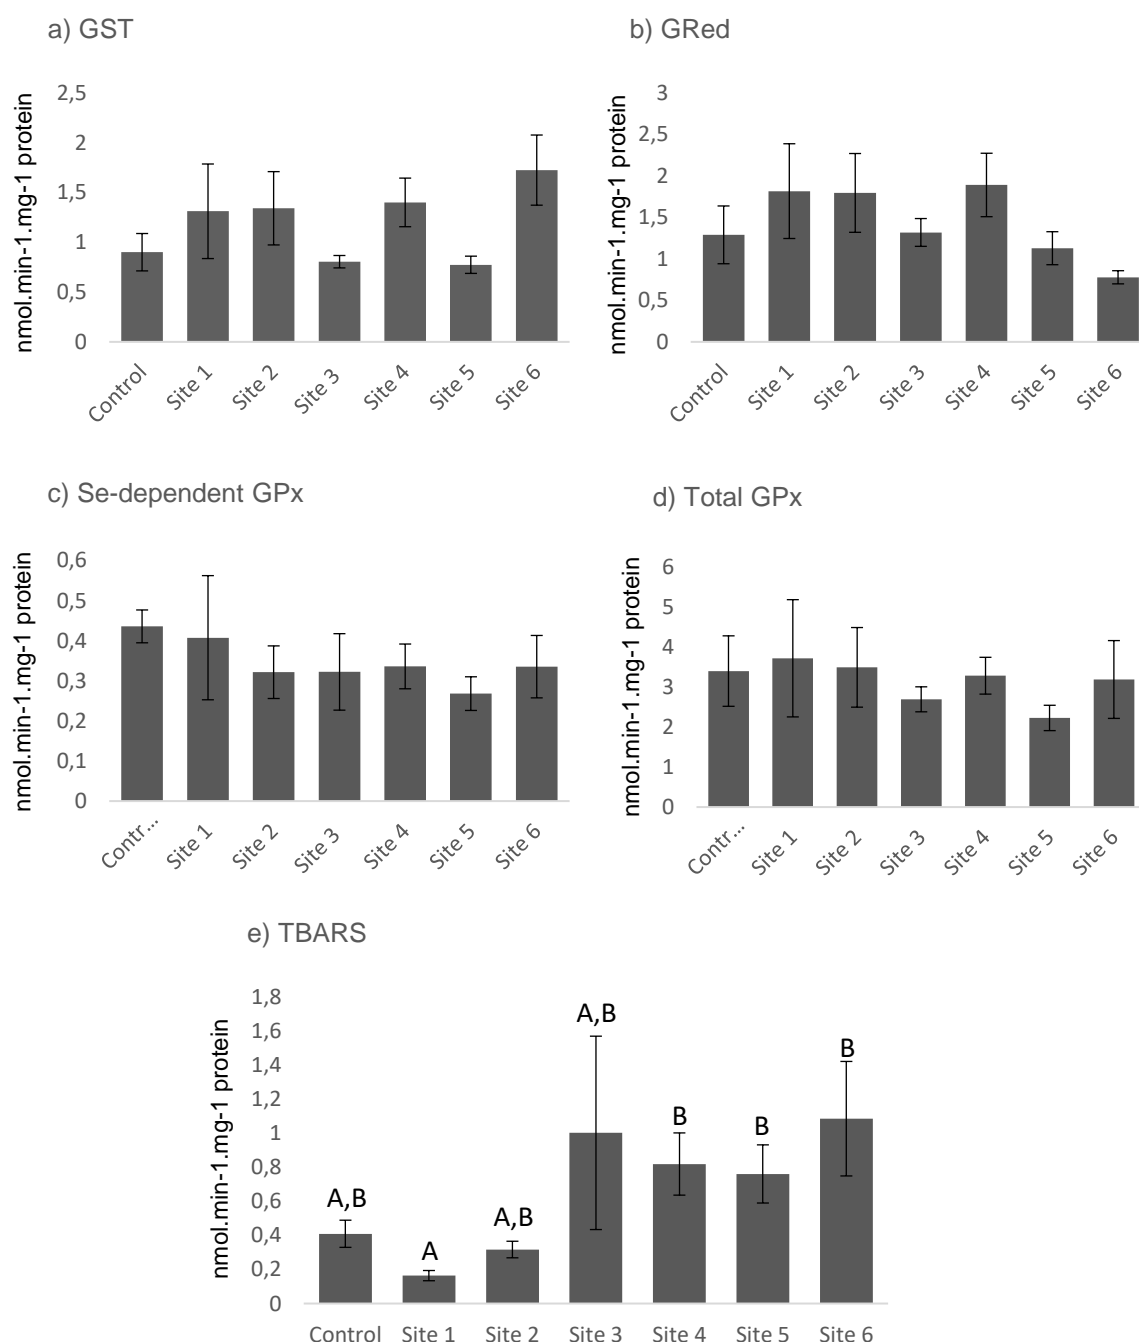 a) GST
nmol.min-1.mg-1 protein
2,5
2
1,5
1
0,5
0
Control
Site 1
Site 2
Site 3
Site 4
Site 5
Site 6
b) GRed
nmol.min-1.mg-1 protein
3
2,5
2
1,5
1
0,5
0
Control
Site 1
Site 2
Site 3
Site 4
Site 5
Site 6
c) Se-dependent GPx
nmol.min-1.mg-1 protein
0,6
0,5
0,4
0,3
0,2
0,1
0
Contr...
Site 1
Site 2
Site 3
Site 4
Site 5
Site 6
d) Total GPx
nmol.min-1.mg-1 protein
6
5
4
3
2
1
0
Contr...
Site 1
Site 2
Site 3
Site 4
Site 5
Site 6
e) TBARS
nmol.min-1.mg-1 protein
1,8
1,6
1,4
1,2
1
0,8
0,6
0,4
0,2
0
A,B
A
A,B
A,B
B
B
B
Control
Site 1
Site 2
Site 3
Site 4
Site 5
Site 6